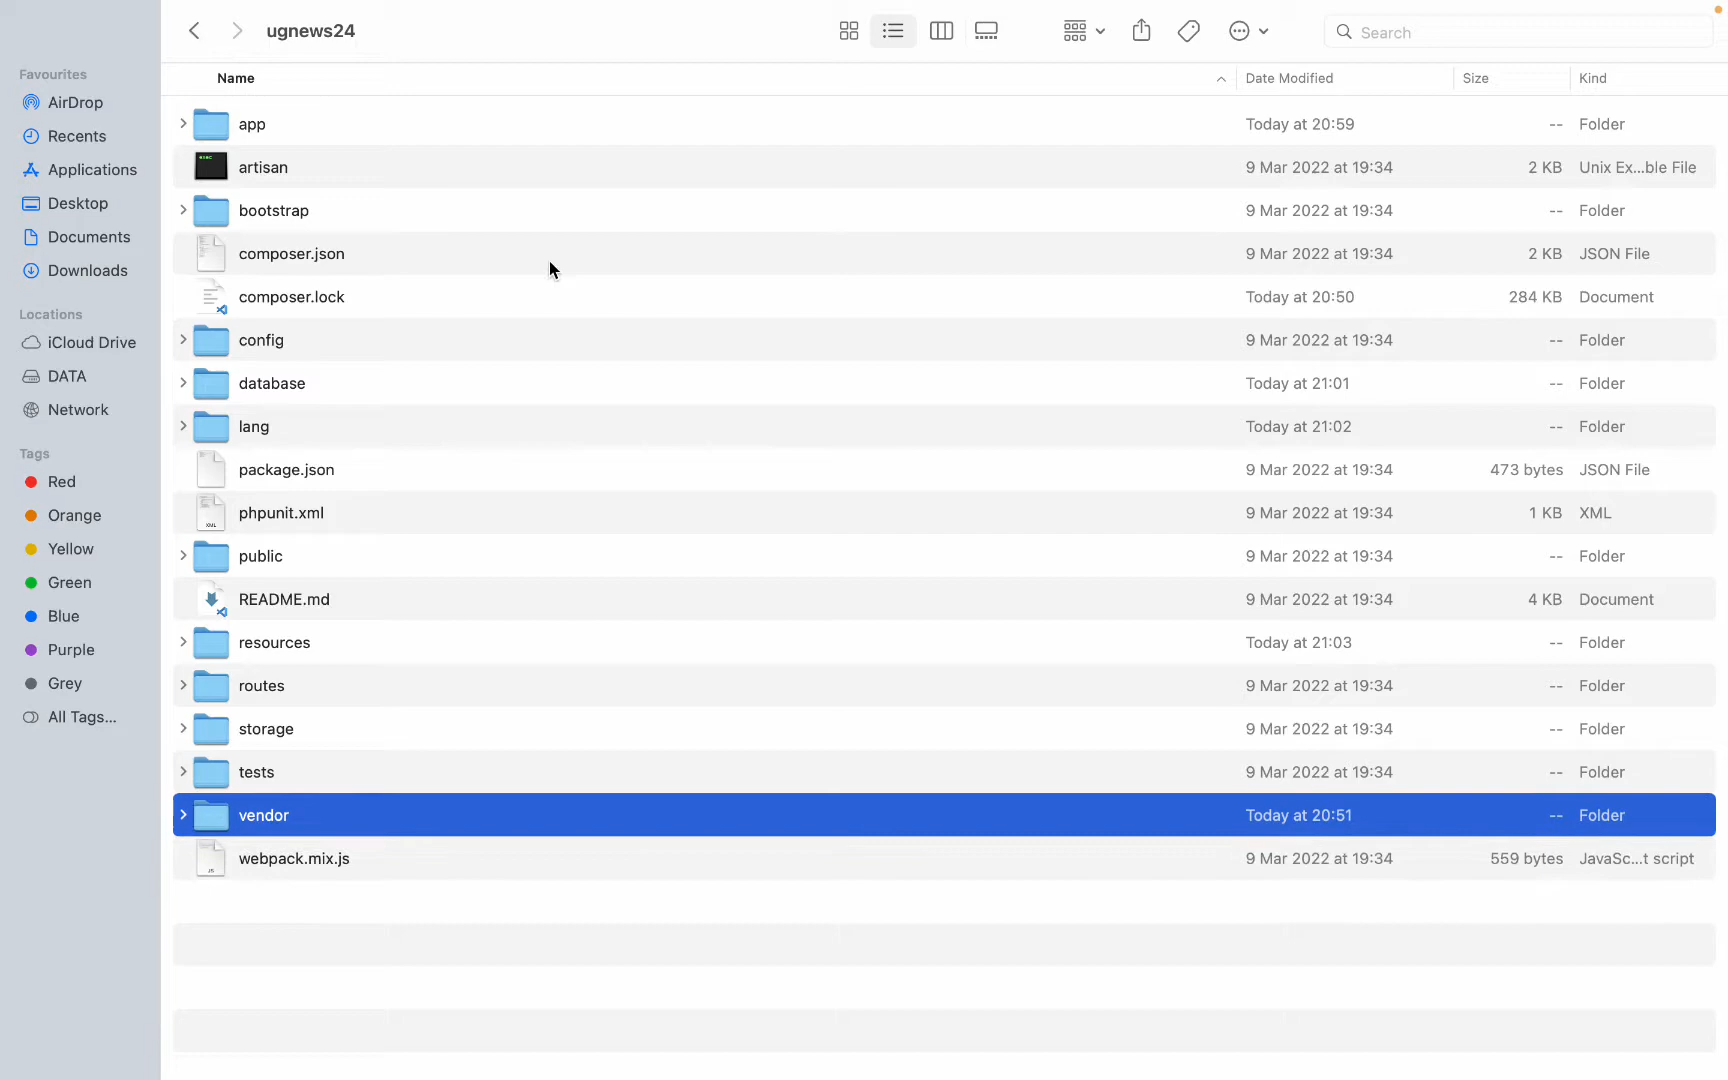 ugnews24
Search
Favourites
AirDrop
Recents
Applications
Desktop
Documents
Downloads
Locations
iCloud Drive
DATA
Network
Tags
Red
Orange
Yellow
Green
Blue
Purple
Grey
All Tags...
Name Date Modified Size Kind
app Today at 20:59 -- Folder
artisan 9 Mar 2022 at 19:34 2 KB Unix Ex...ble File
bootstrap 9 Mar 2022 at 19:34 -- Folder
composer.json 9 Mar 2022 at 19:34 2 KB JSON File
composer.lock Today at 20:50 284 KB Document
config 9 Mar 2022 at 19:34 -- Folder
database Today at 21:01 -- Folder
lang Today at 21:02 -- Folder
package.json 9 Mar 2022 at 19:34 473 bytes JSON File
phpunit.xml 9 Mar 2022 at 19:34 1 KB XML
public 9 Mar 2022 at 19:34 -- Folder
README.md 9 Mar 2022 at 19:34 4 KB Document
resources Today at 21:03 -- Folder
routes 9 Mar 2022 at 19:34 -- Folder
storage 9 Mar 2022 at 19:34 -- Folder
tests 9 Mar 2022 at 19:34 -- Folder
vendor Today at 20:51 -- Folder
webpack.mix.js 9 Mar 2022 at 19:34 559 bytes JavaSc...t script